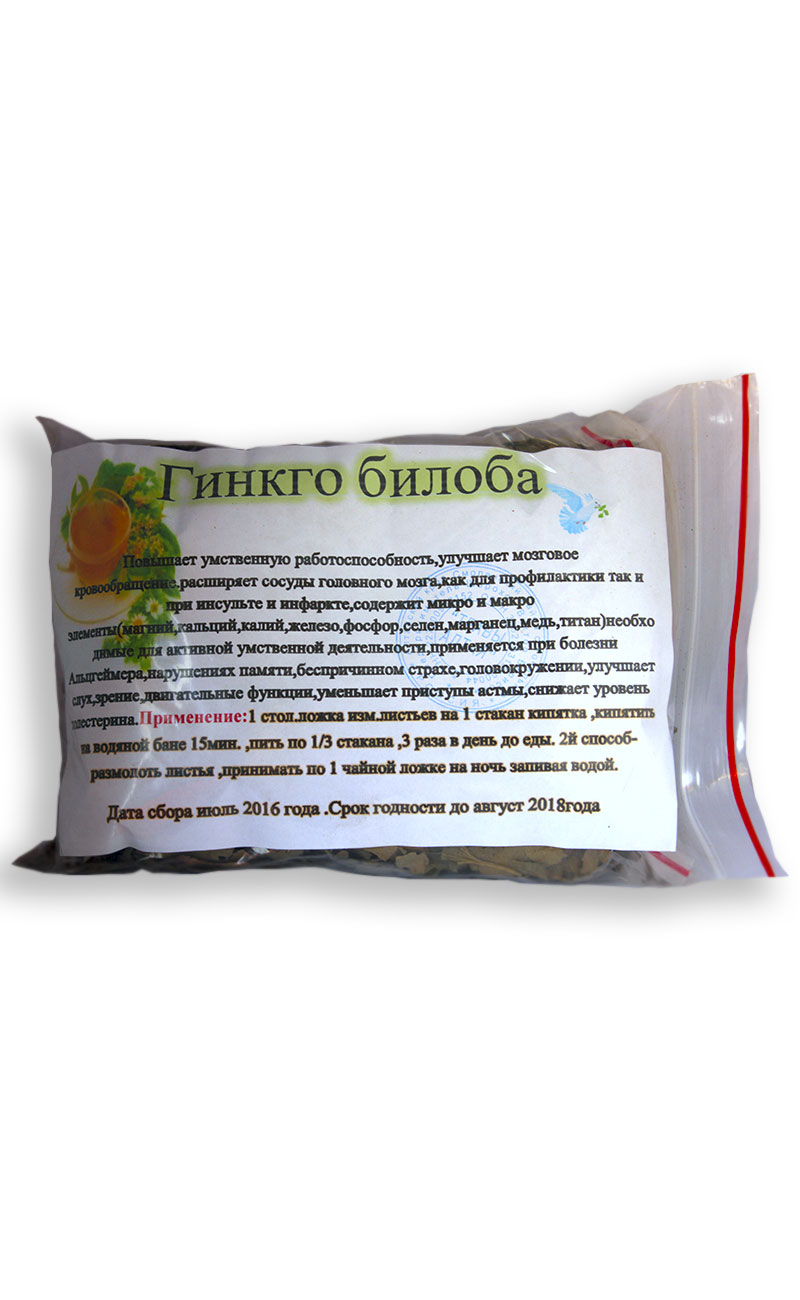 Гинкго билоба
Повышает умственную работоспособность,улучшает мозговое
кровообращение.расширяет сосуды головного мозга,как для профилактики так и
при инсульте и инфаркте,содержит микро и макро
элементы(магний,кальций,калий,железо,фосфор,селен,марганец,медь,титан)необхо
димые для активной умственной деятельности,применяется при болезни
Альцгеймера,нарушениях памяти,беспричинном страхе,головокружении,улучшает
слух,зрение,двигательные функции,уменьшает приступы астмы,снижает уровень
холестерина.Применение:1 стол.ложка изм.листьев на 1 стакан кипятка ,кипятить
на водяной бане 15мин. ,пить по 1/3 стакана ,3 раза в день до еды. 2й способ-
размолоть листья ,принимать по 1 чайной ложке на ночь запивая водой.
Дата сбора июль 2016 года .Срок годности до август 2018года